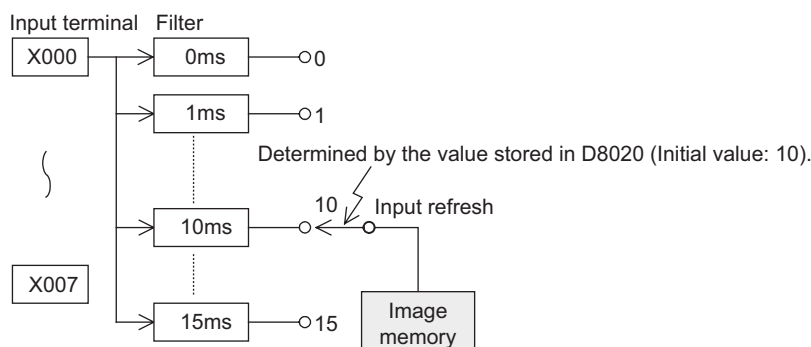 Input terminal Filter
X000 0ms 0
1ms 1
Determined by the value stored in D8020 (Initial value: 10).
10 Input refresh
10ms
X007
15ms 15
Image
memory